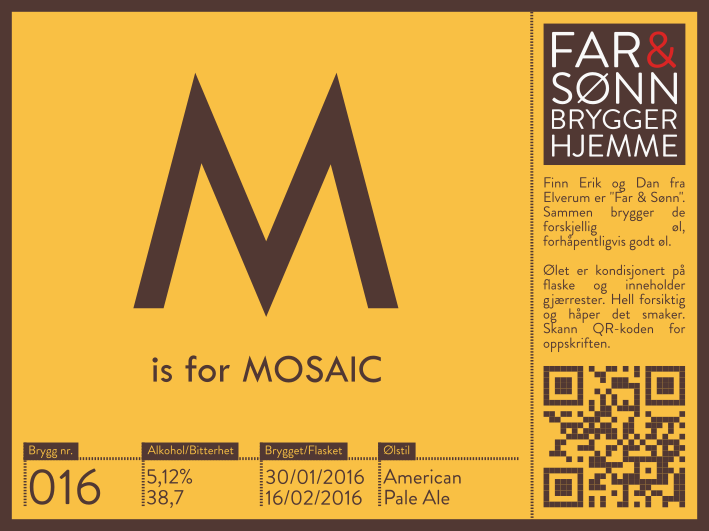 M
is for MOSAIC
Brygg nr.
016
Alkohol/Bitterhet
5,12%
38,7
Brygget/Flasket
30/01/2016
16/02/2016
Ølstil
American
Pale Ale
FAR&
SØNN
BRYGGER
HJEMME
Finn Erik og Dan fra
Elverum er "Far & Sønn".
Sammen brygger de
forskjellig øl,
forhåpentligvis godt øl.
Ølet er kondisjonert på
flaske og inneholder
gjærrester. Hell forsiktig
og håper det smaker.
Skann QR-koden for
oppskriften.